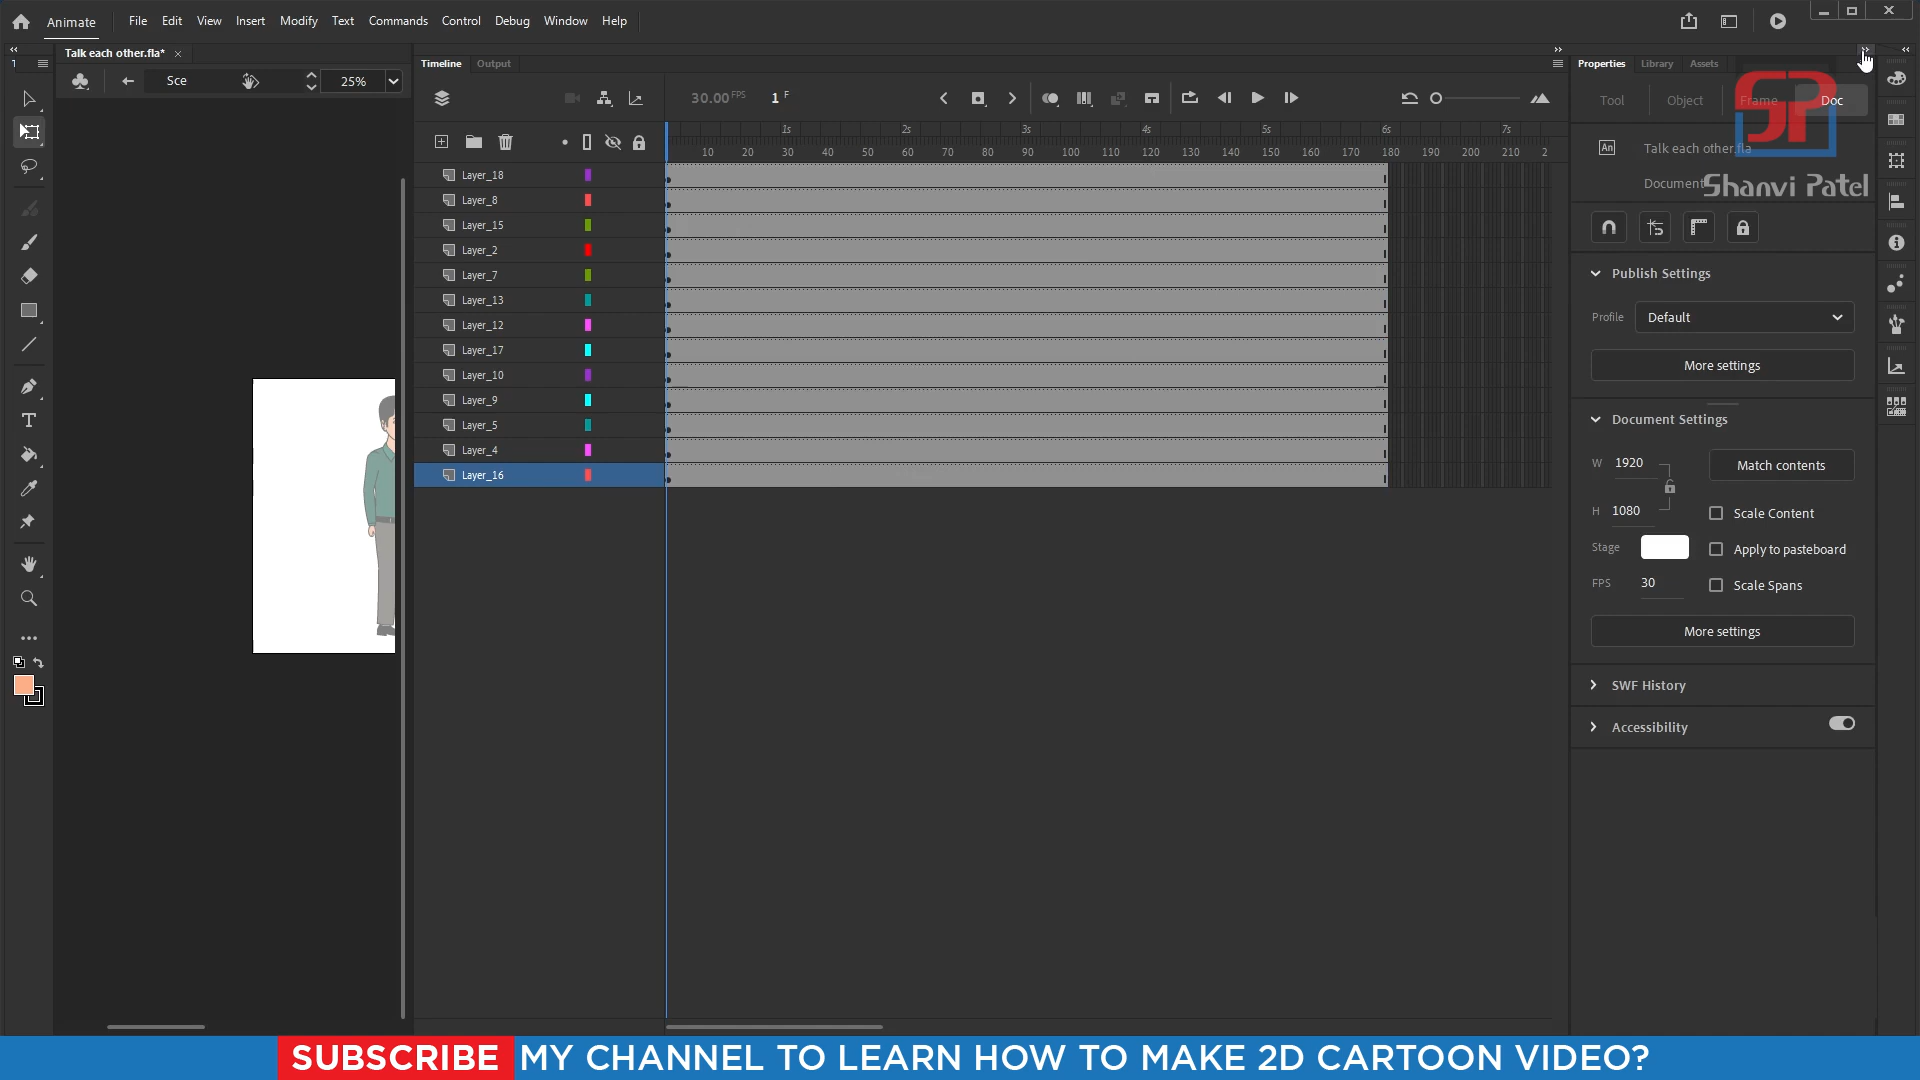 Animate File Edit View Insert Modify Text Commands Control Debug Window Help
Talk each other.fla*
Sce 25%
Timeline Output
30.00 FPS 1 F
1s 2s 3s 4s 5s 6s 7s
10 20 30 40 50 60 70 80 90 100 110 120 130 140 150 160 170 180 190 200 210 2
Layer_18
Layer_8
Layer_15
Layer_2
Layer_7
Layer_13
Layer_12
Layer_17
Layer_10
Layer_9
Layer_5
Layer_4
Layer_16
Properties Library Assets
Tool Object Frame Doc
An Talk each other.fla
Document
SP
Shanvi Patel
Publish Settings
Profile Default
More settings
Document Settings
W 1920 Match contents
H 1080 Scale Content
Stage Apply to pasteboard
FPS 30 Scale Spans
More settings
SWF History
Accessibility
SUBSCRIBE MY CHANNEL TO LEARN HOW TO MAKE 2D CARTOON VIDEO?